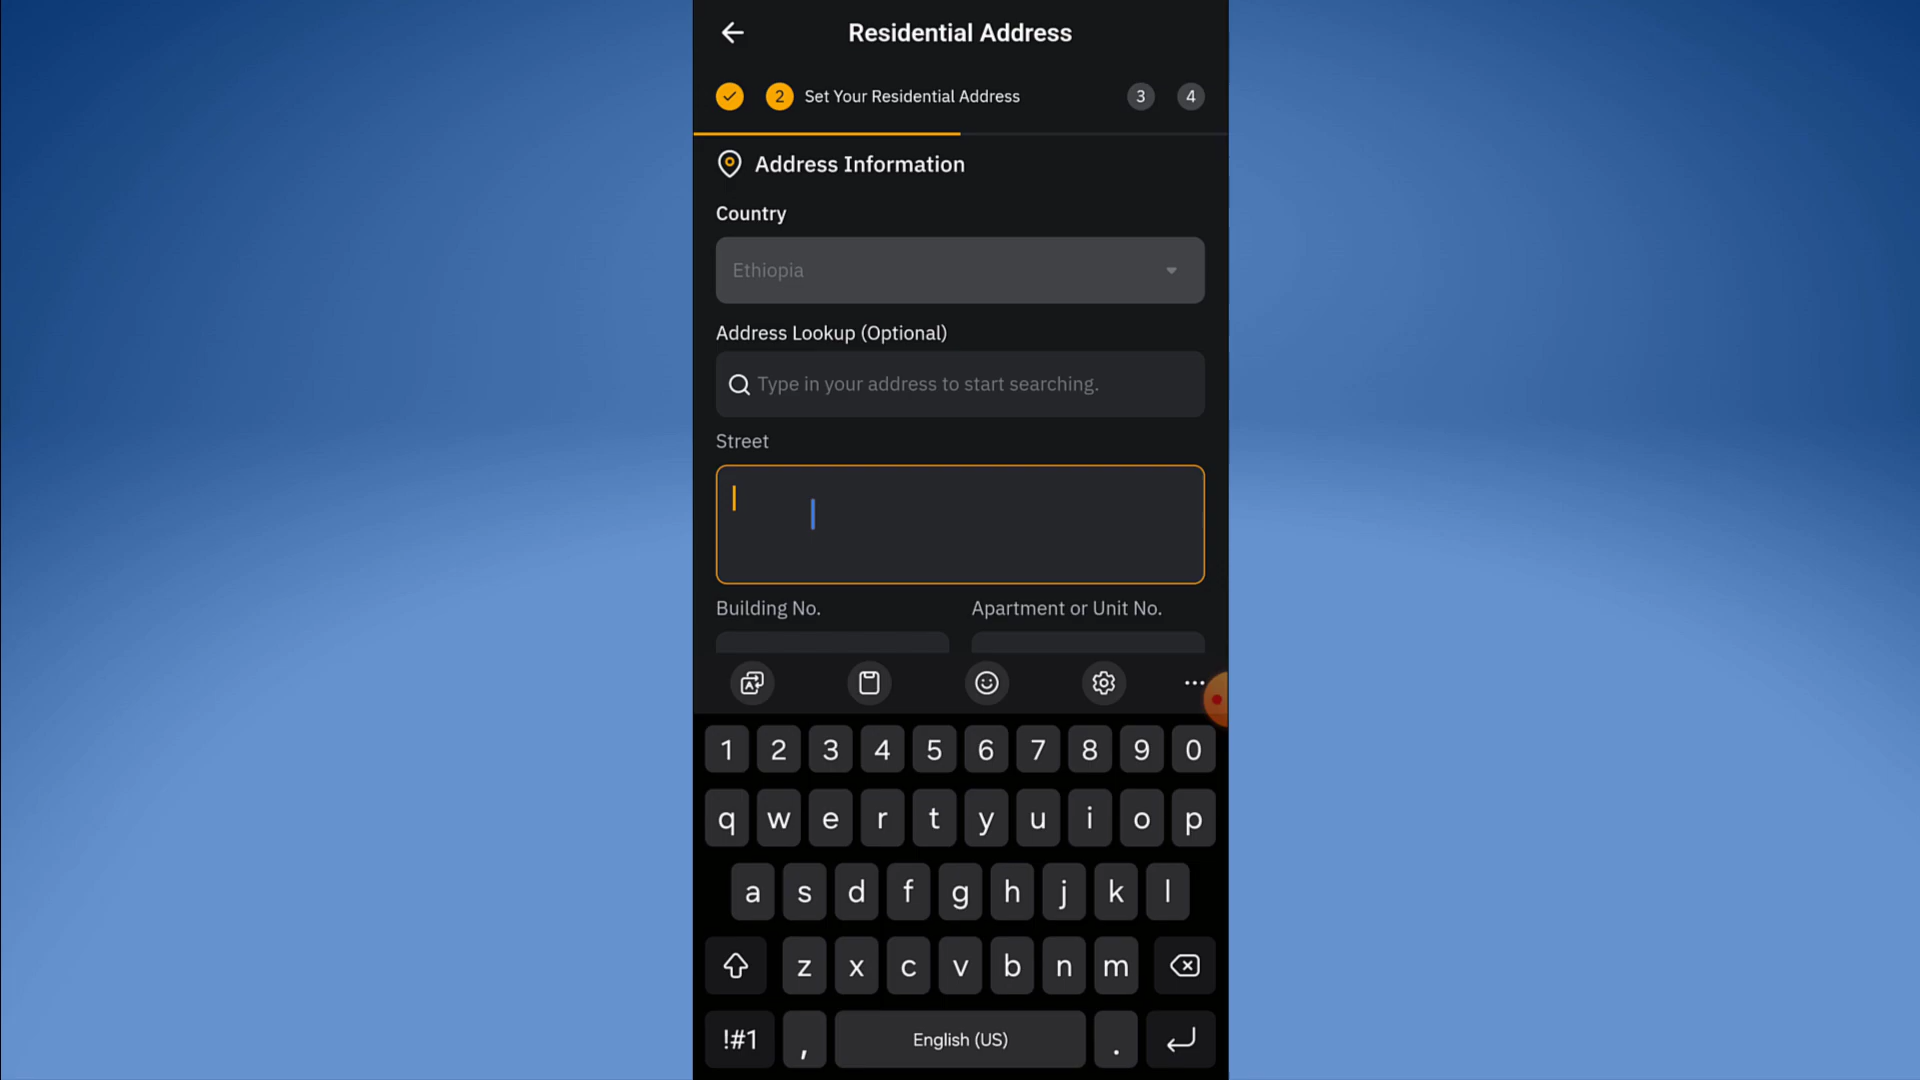 Residential Address
2 Set Your Residential Address 3 4
Address Information
Country
Ethiopia
Address Lookup (Optional)
Type in your address to start searching.
Street
Building No. Apartment or Unit No.
1 2 3 4 5 6 7 8 9 0
q w e r t y u i o p
a s d f g h j k l
z x c v b n m
!#1 , English (US) .